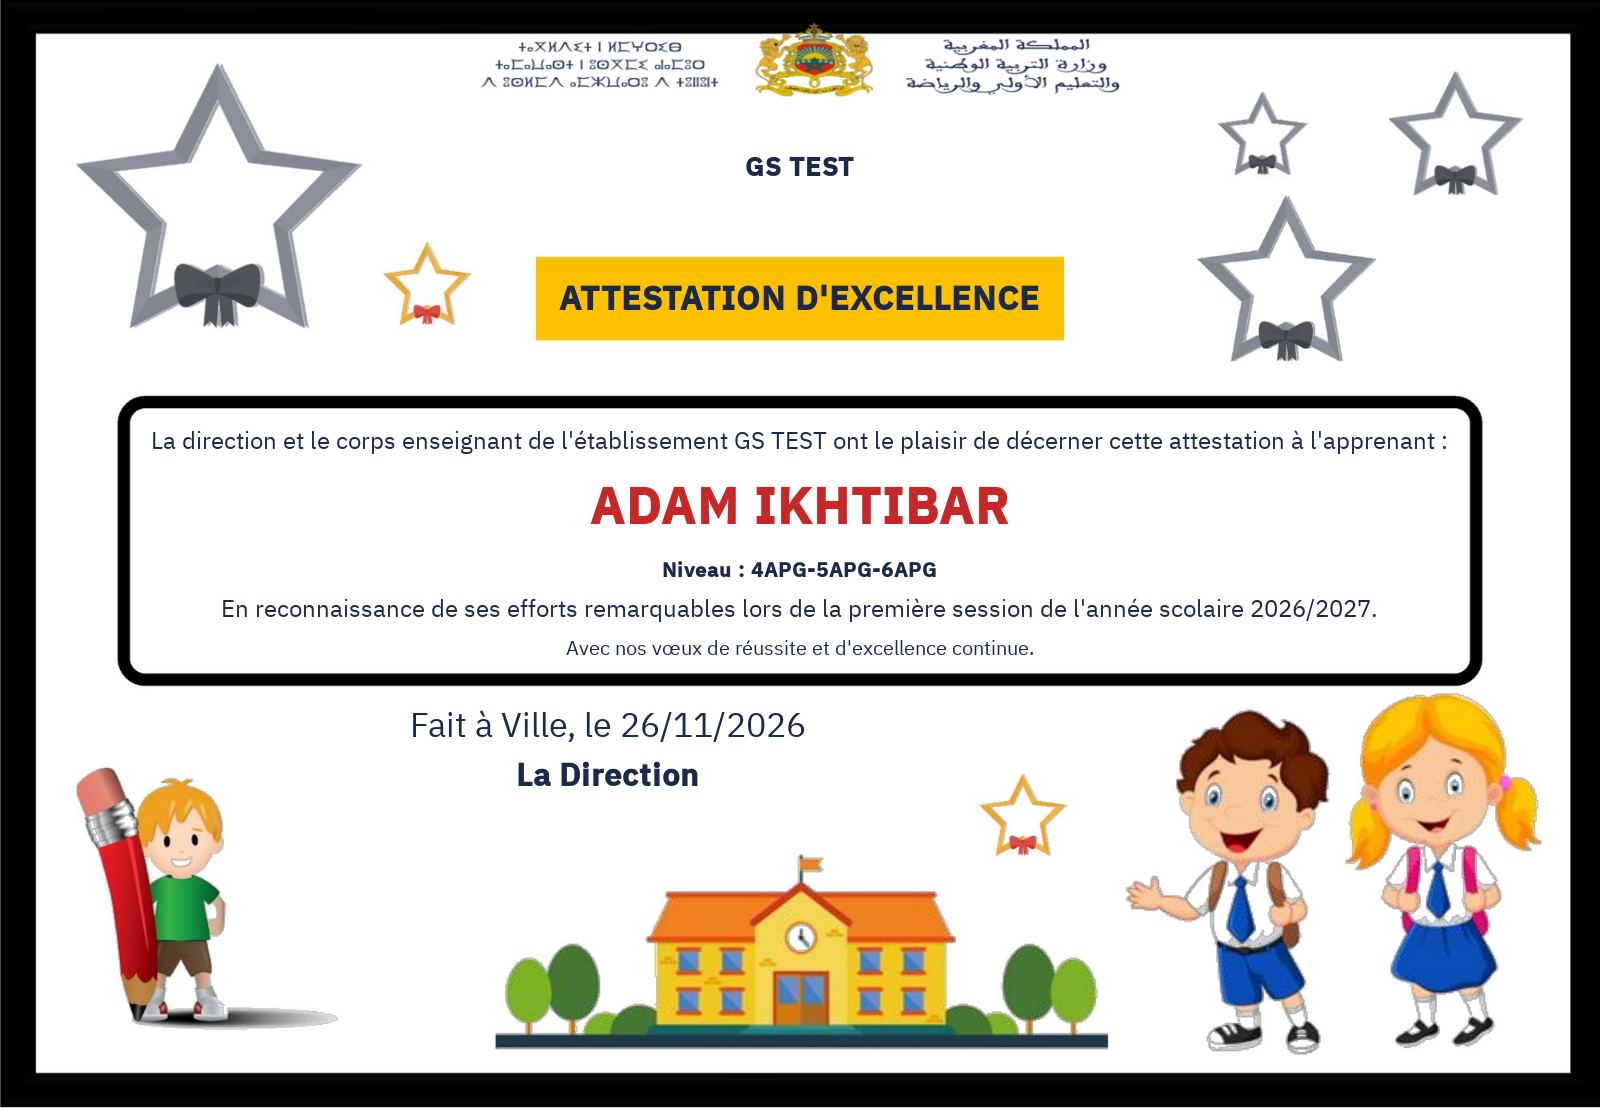 ⵜⴰⴳⵍⴷⵉⵜ ⵏ ⵍⵎⵖⵔⵉⴱ
ⵜⴰⵎⴰⵡⴰⵙⵜ ⵏ ⵓⵙⴳⵎⵉ ⴰⵏⴰⵎⵓⵔ
ⴷ ⵓⵙⵍⵎⴷ ⴰⵎⵣⵡⴰⵔⵓ ⴷ ⵜⵓⵏⵏⵓⵏⵜ
المملكة المغربية
وزارة التربية الوطنية
والتعليم الأولي والرياضة
GS TEST
ATTESTATION D'EXCELLENCE
La direction et le corps enseignant de l'établissement GS TEST ont le plaisir de décerner cette attestation à l'apprenant :
ADAM IKHTIBAR
Niveau : 4APG-5APG-6APG
En reconnaissance de ses efforts remarquables lors de la première session de l'année scolaire 2026/2027.
Avec nos vœux de réussite et d'excellence continue.
Fait à Ville, le 26/11/2026
La Direction